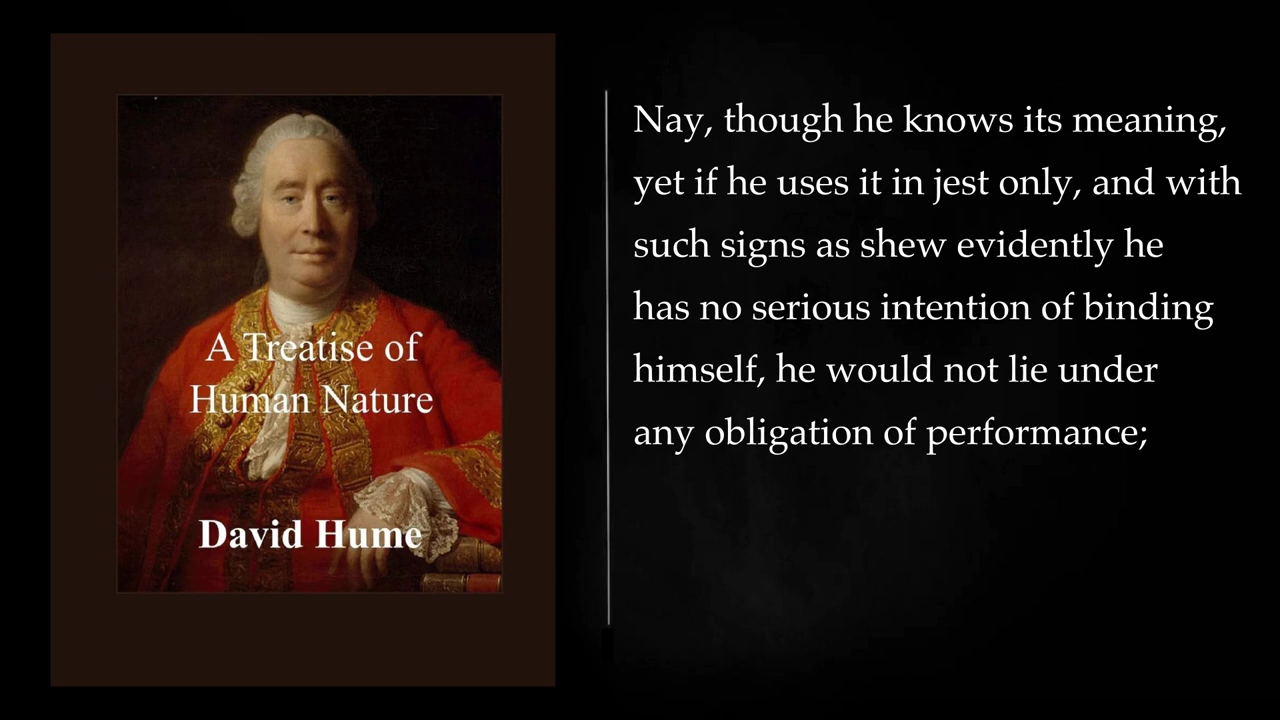 A Treatise of
Human Nature
David Hume
Nay, though he knows its meaning,
yet if he uses it in jest only, and with
such signs as shew evidently he
has no serious intention of binding
himself, he would not lie under
any obligation of performance;